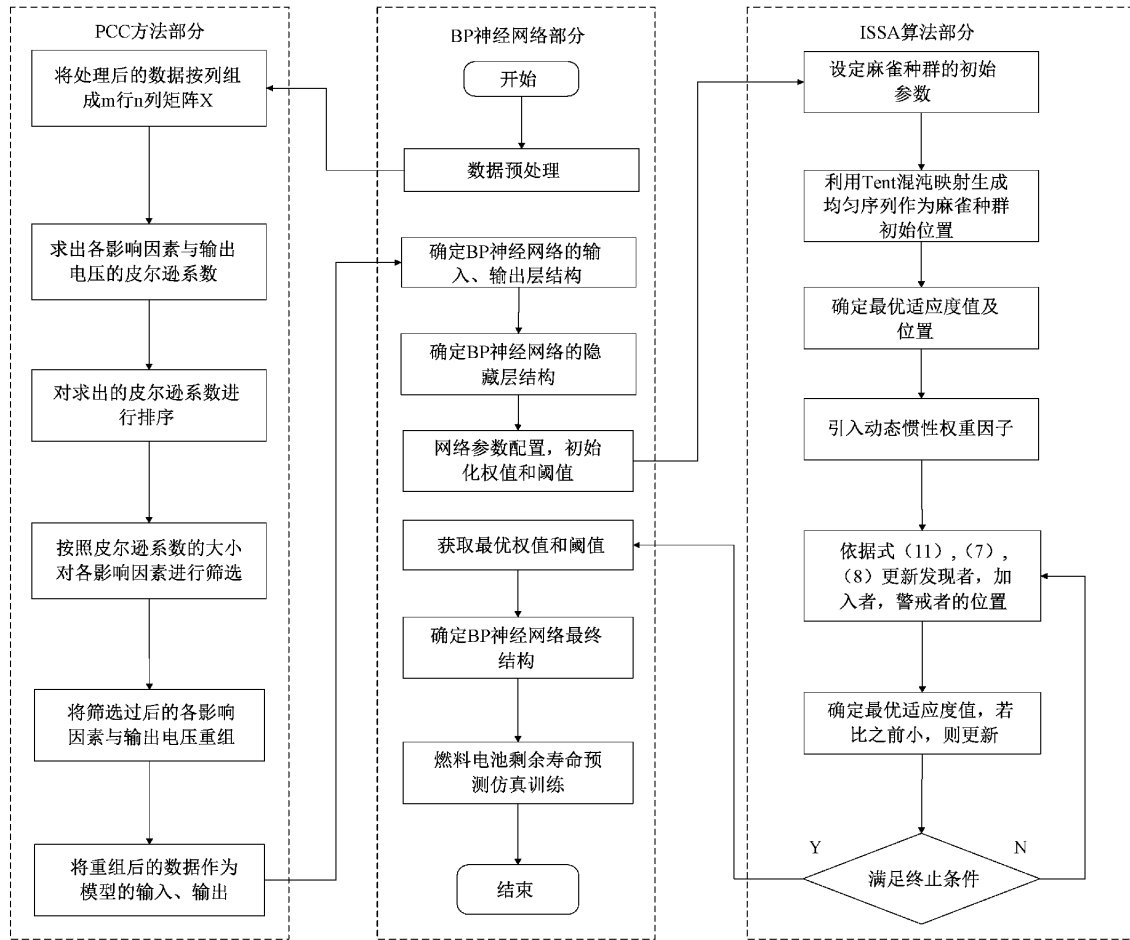 PCC方法部分
将处理后的数据按列组
成m行n列矩阵X
求出各影响因素与输出
电压的皮尔逊系数
对求出的皮尔逊系数进
行排序
按照皮尔逊系数的大小
对各影响因素进行筛选
将筛选过后的各影响
因素与输出电压重组
将重组后的数据作为
模型的输入、输出
BP神经网络部分
开始
数据预处理
确定BP神经网络的输
入、输出层结构
确定BP神经网络的隐
藏层结构
网络参数配置，初始
化权值和阈值
获取最优权值和阈值
确定BP神经网络最终
结构
燃料电池剩余寿命预
测仿真训练
结束
ISSA算法部分
设定麻雀种群的初始
参数
利用Tent混沌映射生成
均匀序列作为麻雀种群
初始位置
确定最优适应度值及
位置
引入动态惯性权重因子
依据式（11）,（7）,
（8）更新发现者，加
入者，警戒者的位置
确定最优适应度值，若
比之前小，则更新
Y
N
满足终止条件